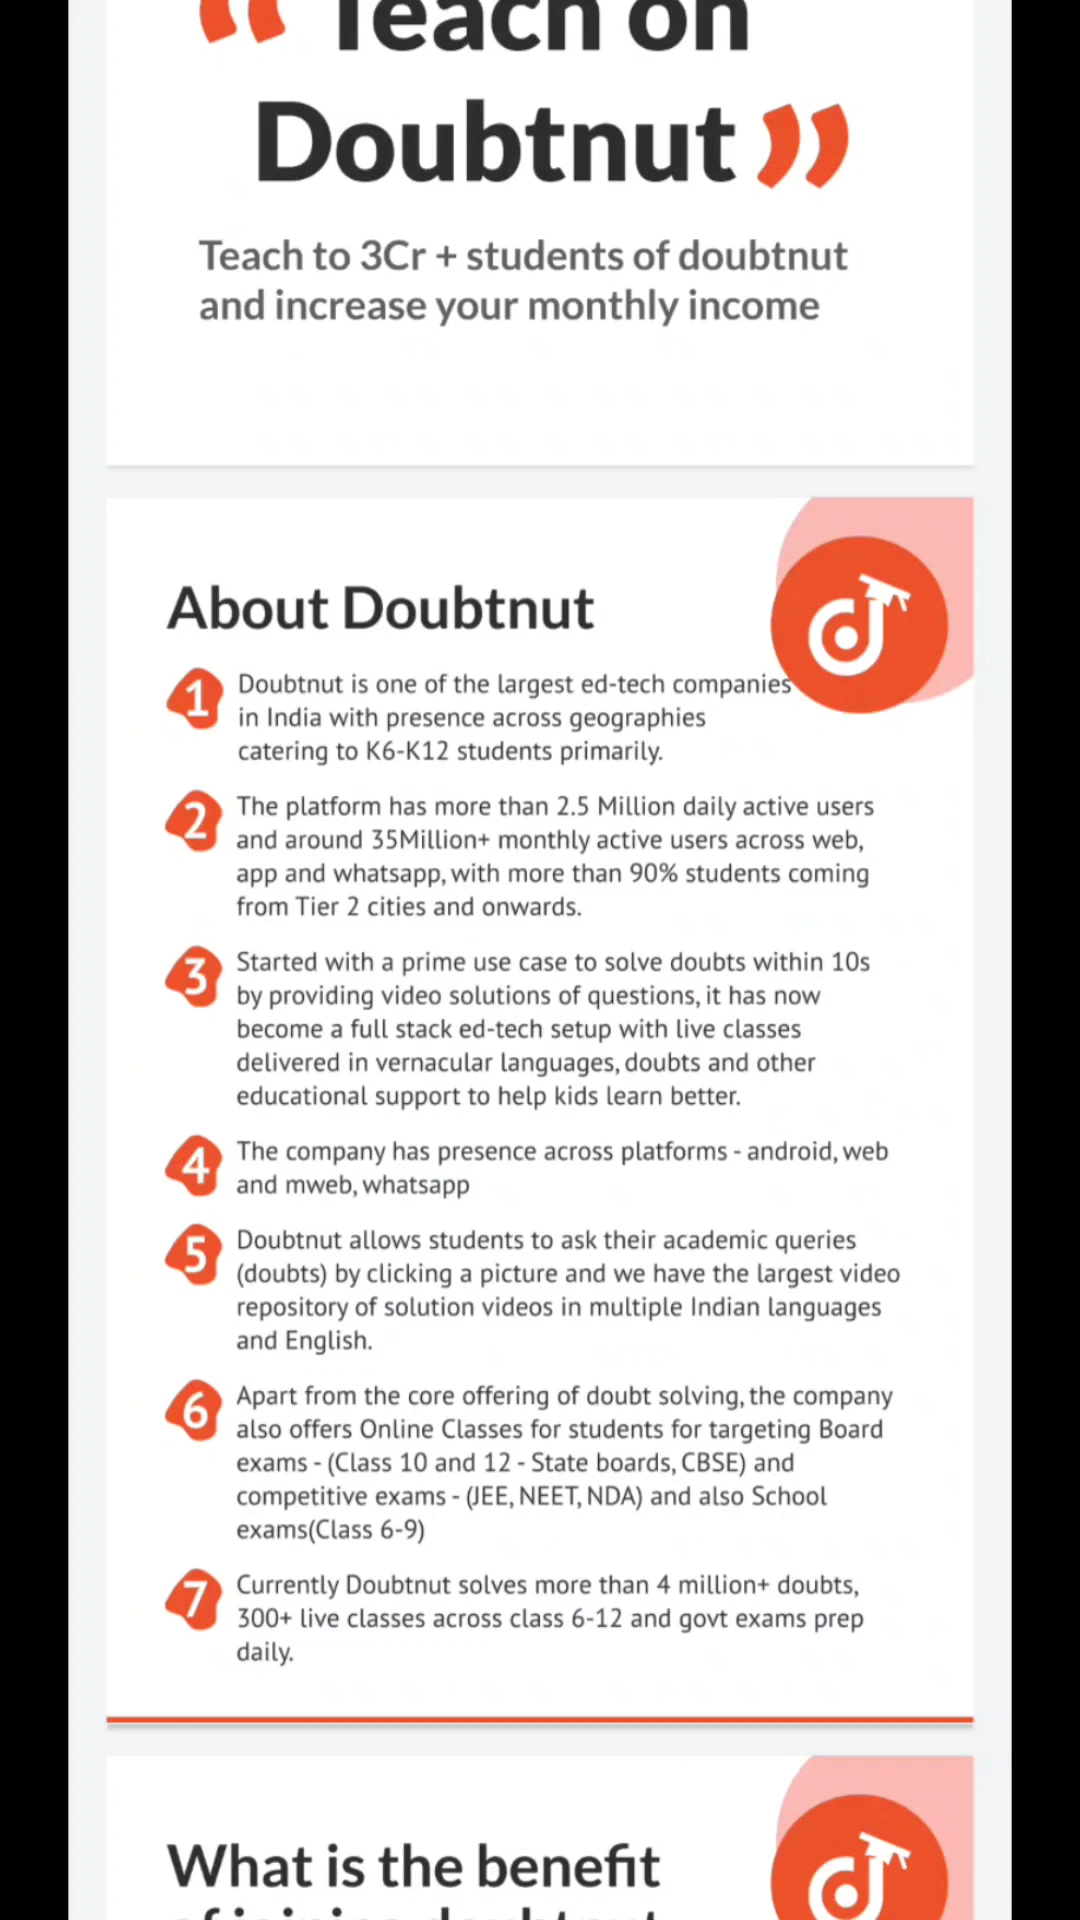 “ Teach on
Doubtnut ”
Teach to 3Cr + students of doubtnut
and increase your monthly income
About Doubtnut
1 Doubtnut is one of the largest ed-tech companies
in India with presence across geographies
catering to K6-K12 students primarily.
2 The platform has more than 2.5 Million daily active users
and around 35Million+ monthly active users across web,
app and whatsapp, with more than 90% students coming
from Tier 2 cities and onwards.
3 Started with a prime use case to solve doubts within 10s
by providing video solutions of questions, it has now
become a full stack ed-tech setup with live classes
delivered in vernacular languages, doubts and other
educational support to help kids learn better.
4 The company has presence across platforms - android, web
and mweb, whatsapp
5 Doubtnut allows students to ask their academic queries
(doubts) by clicking a picture and we have the largest video
repository of solution videos in multiple Indian languages
and English.
6 Apart from the core offering of doubt solving, the company
also offers Online Classes for students for targeting Board
exams - (Class 10 and 12 - State boards, CBSE) and
competitive exams - (JEE, NEET, NDA) and also School
exams(Class 6-9)
7 Currently Doubtnut solves more than 4 million+ doubts,
300+ live classes across class 6-12 and govt exams prep
daily.
What is the benefit
of joining doubtnut